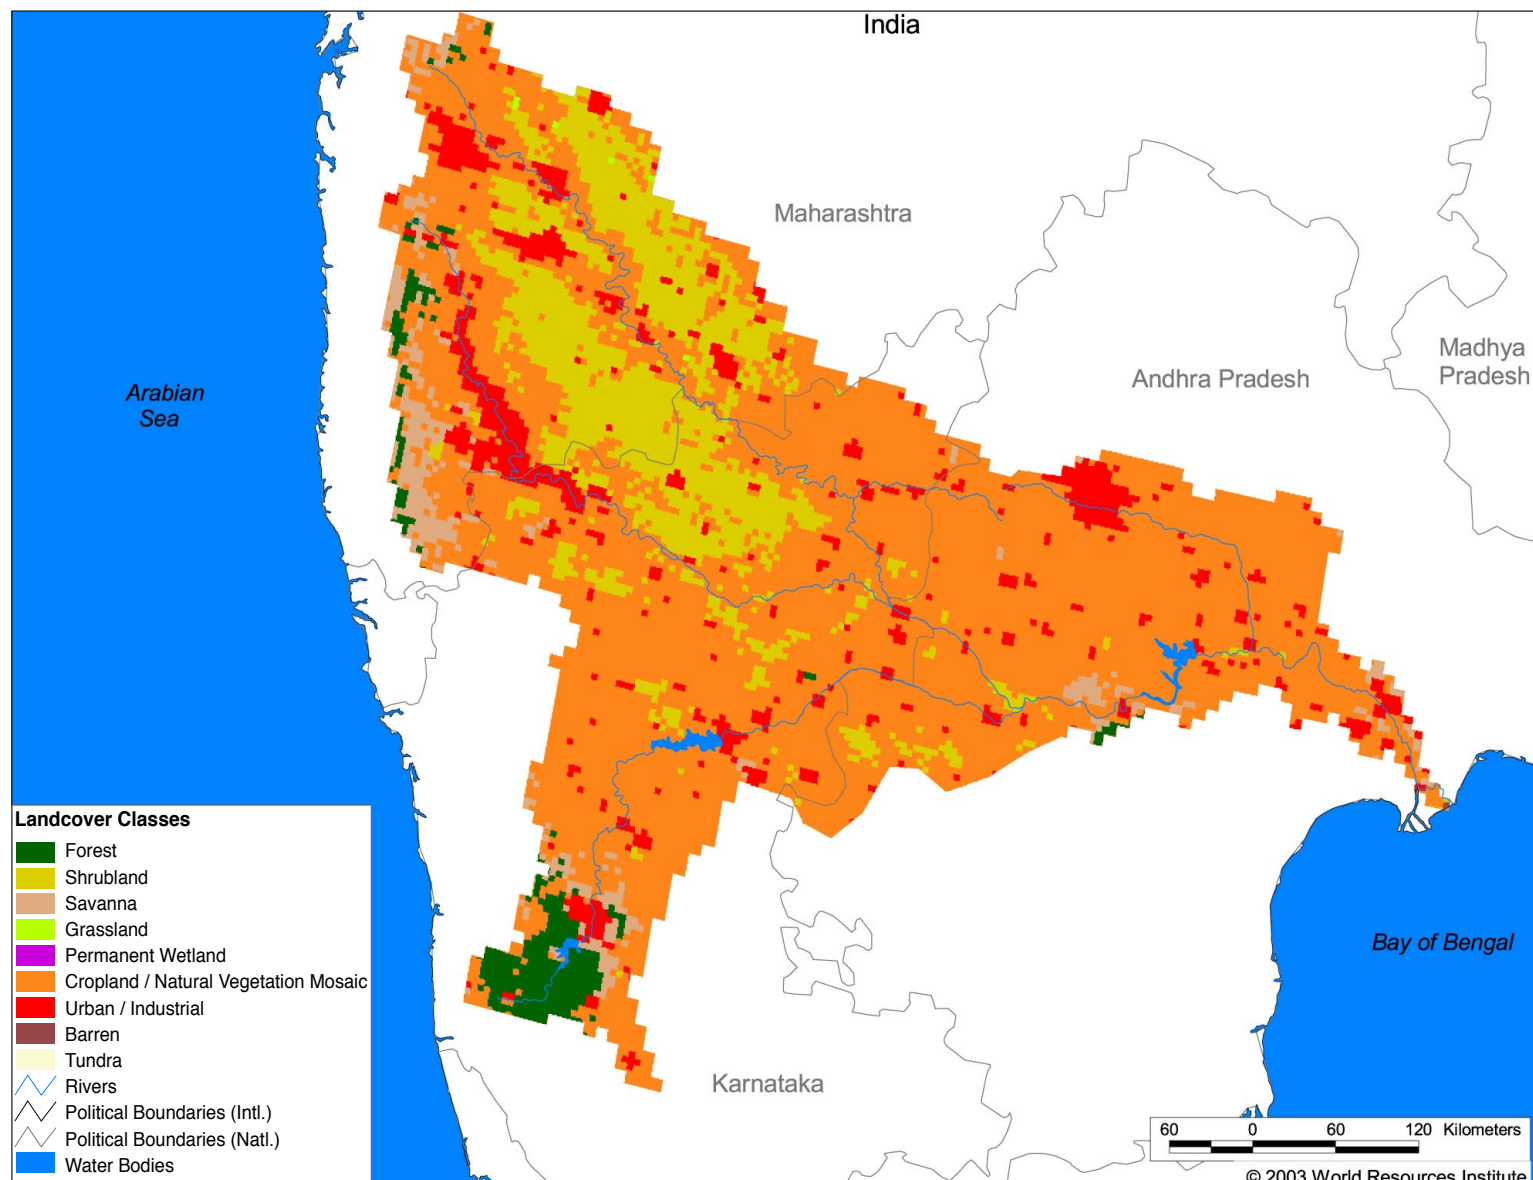 India
Maharashtra
Madhya
Pradesh
Andhra Pradesh
Arabian
Sea
Landcover Classes
Forest
Shrubland
Savanna
Grassland
Permanent Wetland
Cropland / Natural Vegetation Mosaic
Urban / Industrial
Barren
Tundra
Rivers
Political Boundaries (Intl.)
Political Boundaries (Natl.)
Water Bodies
Bay of Bengal
Karnataka
60 0 60 120 Kilometers
© 2003 World Resources Institute